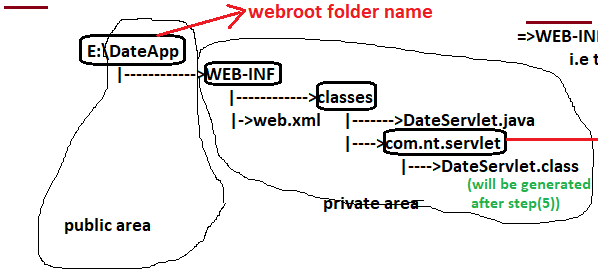 webroot folder name
=>WEB-INF
i.e t
E:\DateApp
|------------->WEB-INF
|------------->classes
|->web.xml |------->DateServlet.java
|---->com.nt.servlet
|---->DateServlet.class
(will be generated
after step(5))
private area
public area